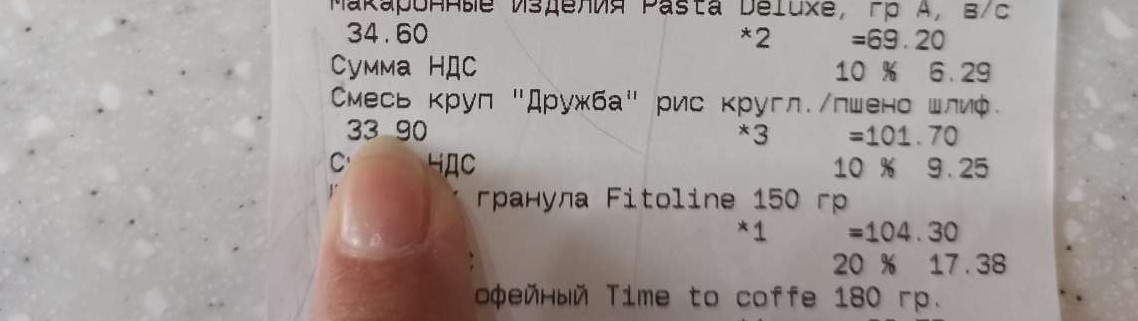 Макаронные изделия Pasta Deluxe, гр А, в/с
34.60 *2 =69.20
Сумма НДС 10 % 6.29
Смесь круп "Дружба" рис кругл./пшено шлиф.
33.90 *3 =101.70
НДС 10 % 9.25
гранула Fitoline 150 гр
*1 =104.30
20 % 17.38
офейный Time to coffe 180 гр.